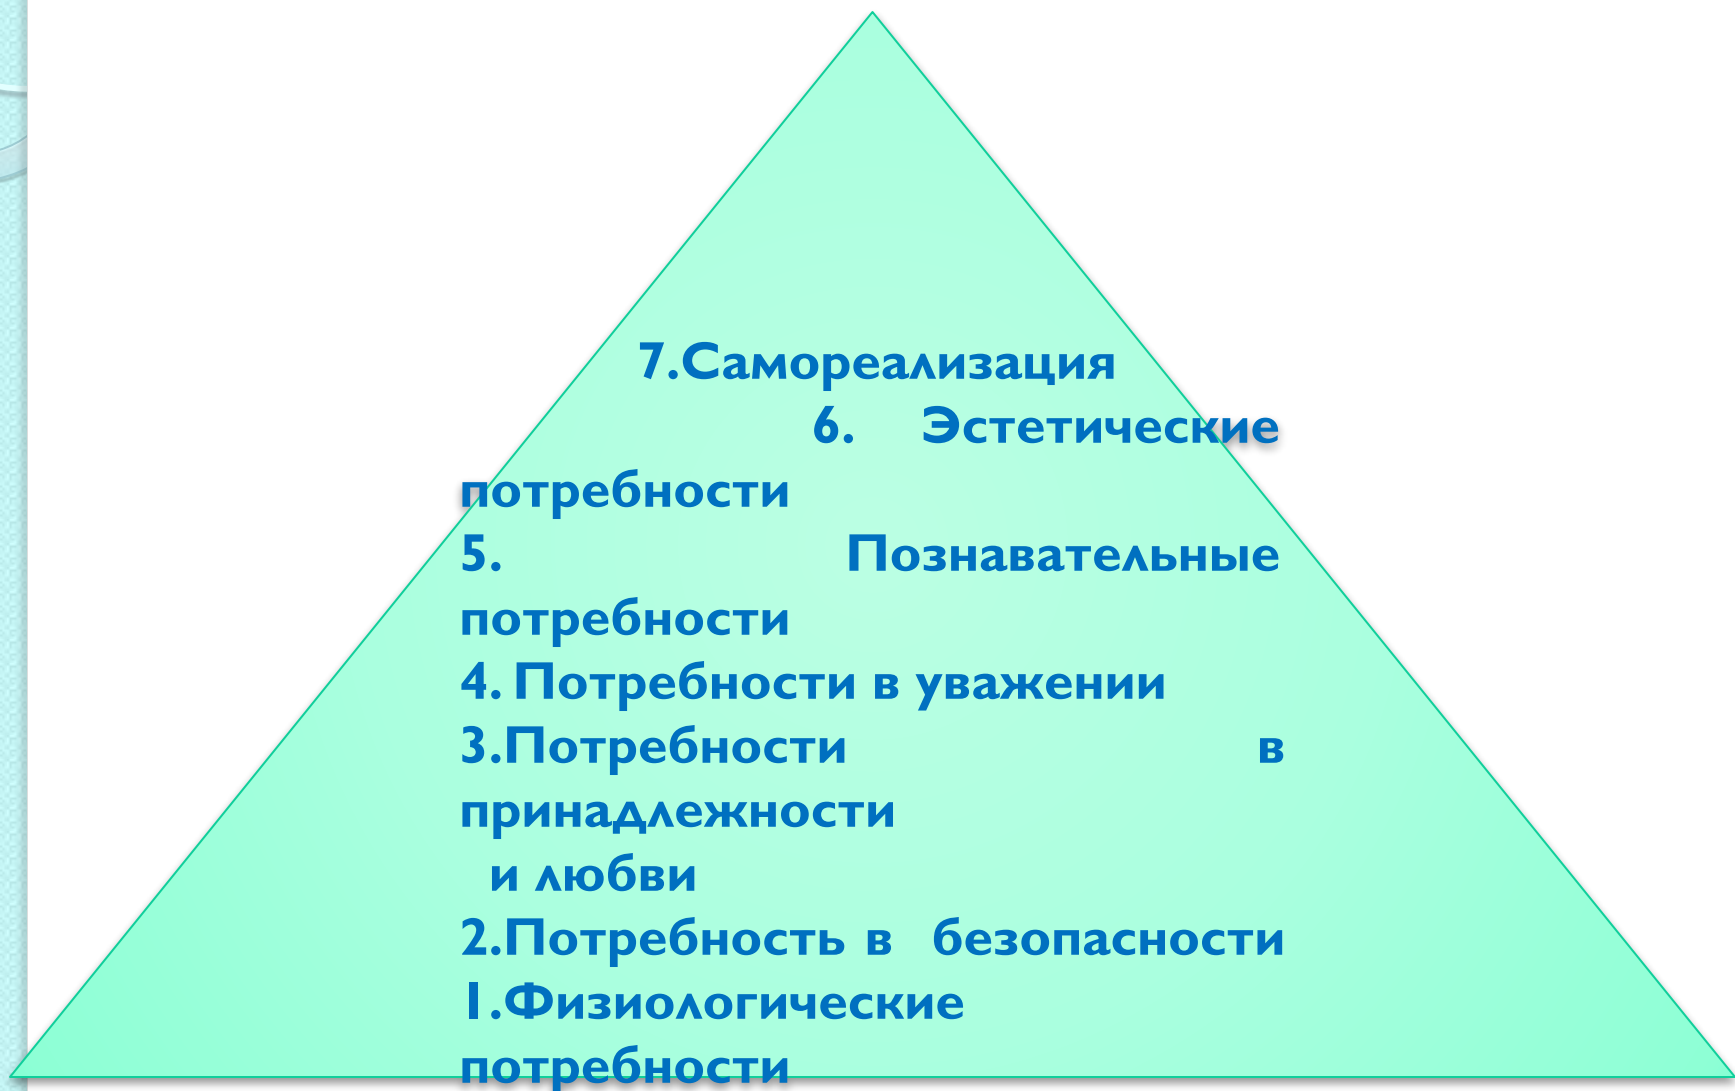 7.Самореализация
6. Эстетические
потребности
5. Познавательные
потребности
4. Потребности в уважении
3.Потребности в
принадлежности
и любви
2.Потребность в безопасности
1.Физиологические
потребности